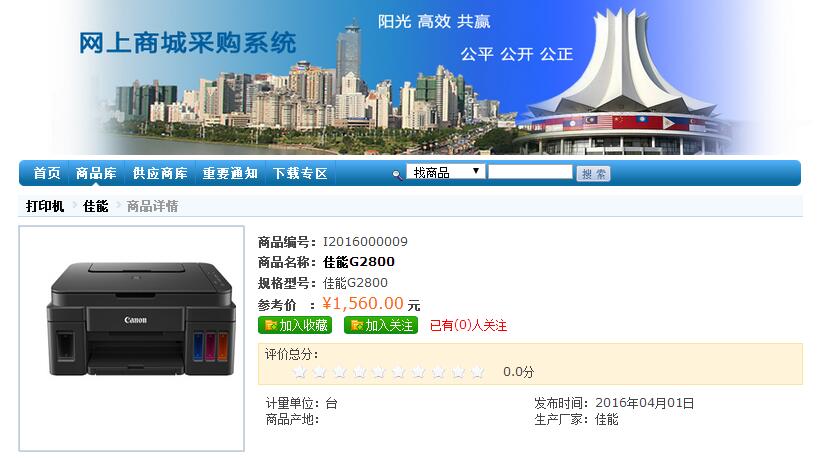 阳光 高效 共赢
网上商城采购系统
公平 公开 公正
首页 商品库 供应商库 重要通知 下载专区 找商品 搜 索
打印机 佳能 商品详情
商品编号：I2016000009
商品名称：佳能G2800
规格型号：佳能G2800
参考价 ：¥1,560.00 元
Canon
加入收藏 加入关注 已有(0)人关注
评价总分：
0.0分
计量单位：台 发布时间：2016年04月01日
商品产地： 生产厂家：佳能